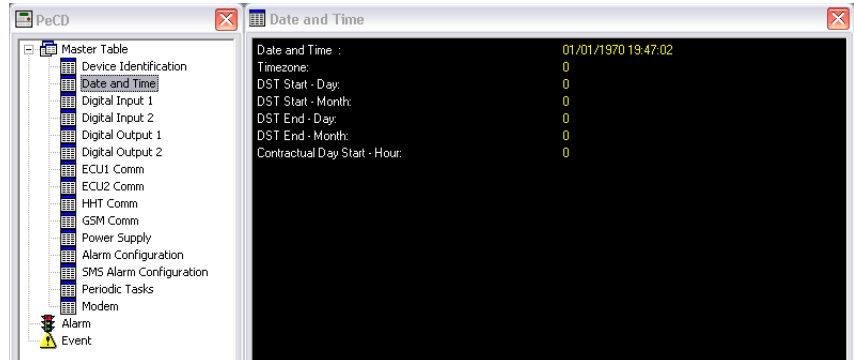 PeCD
Master Table
Device Identification
Date and Time
Digital Input 1
Digital Input 2
Digital Output 1
Digital Output 2
ECU1 Comm
ECU2 Comm
HHT Comm
GSM Comm
Power Supply
Alarm Configuration
SMS Alarm Configuration
Periodic Tasks
Modem
Alarm
Event
Date and Time
Date and Time : 01/01/1970 19:47:02
Timezone: 0
DST Start - Day: 0
DST Start - Month: 0
DST End - Day: 0
DST End - Month: 0
Contractual Day Start - Hour: 0